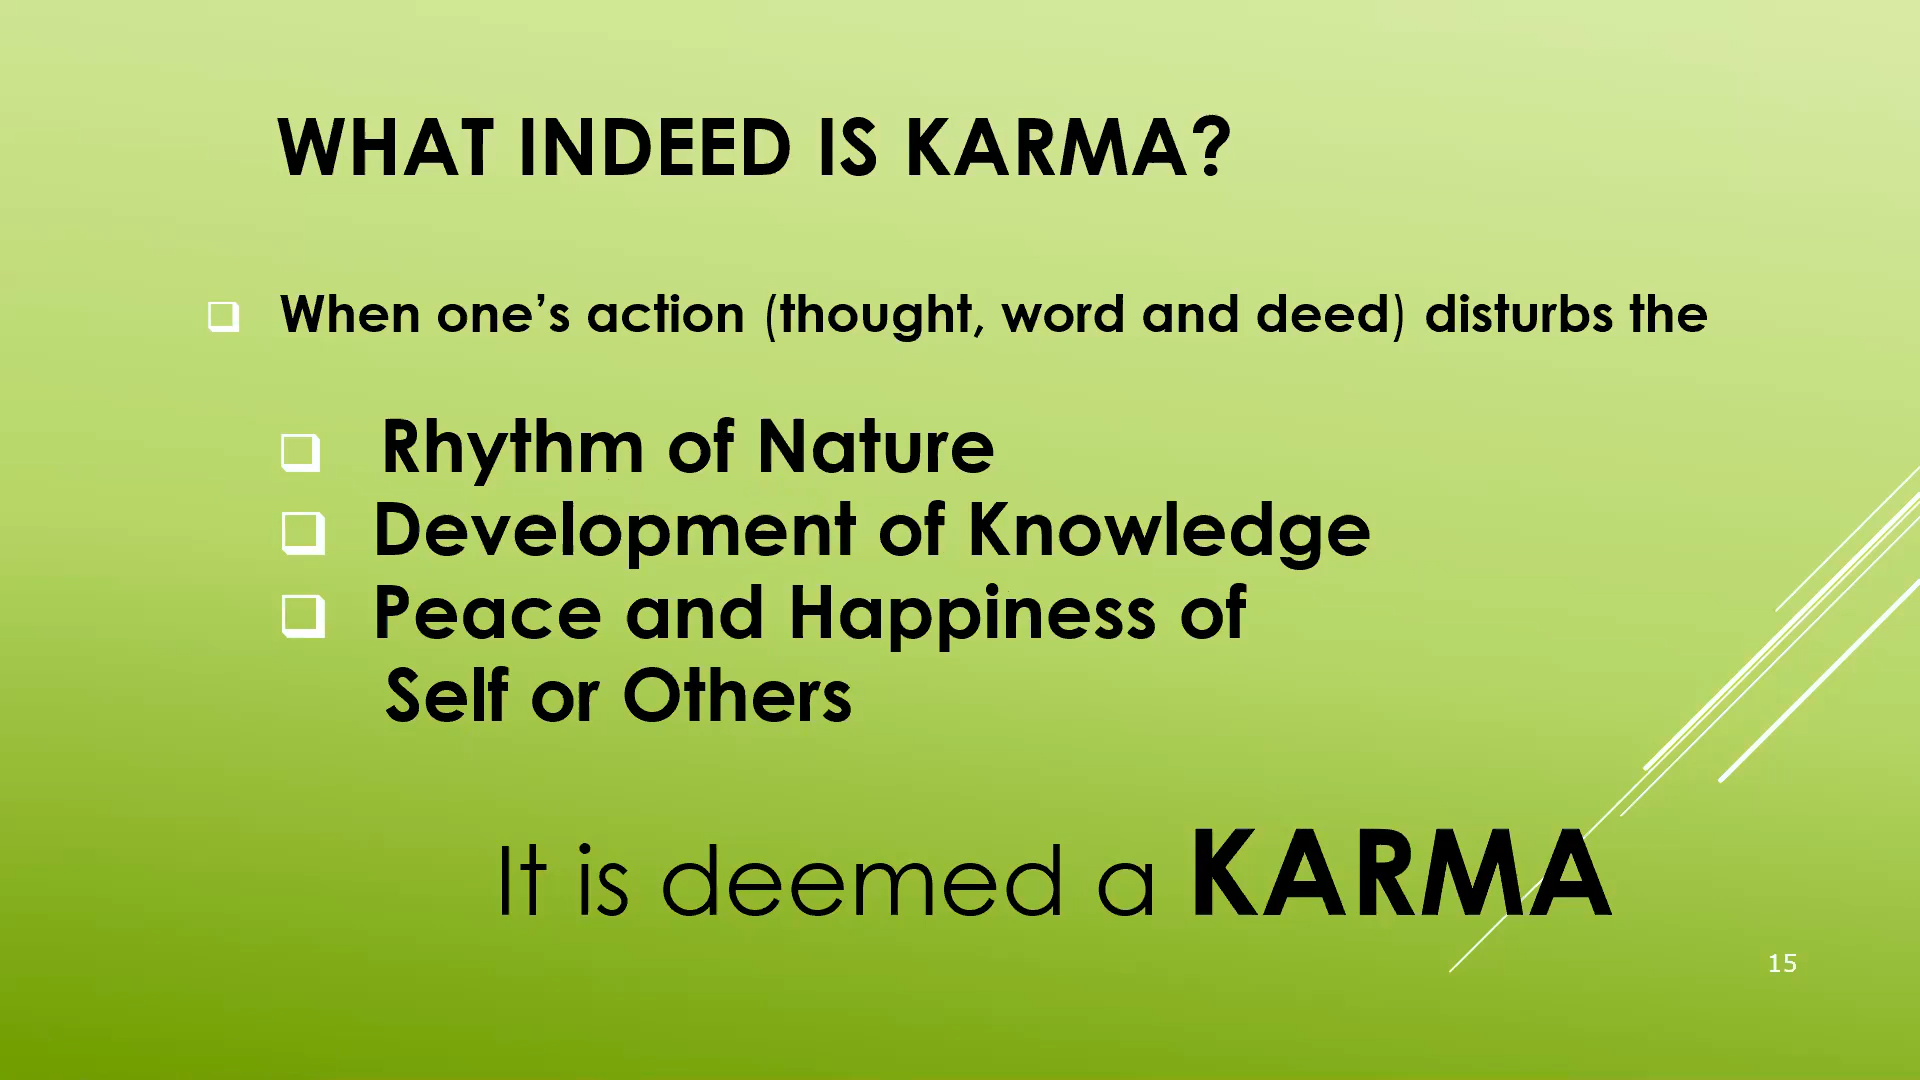 WHAT INDEED IS KARMA?
When one’s action (thought, word and deed) disturbs the
Rhythm of Nature
Development of Knowledge
Peace and Happiness of
Self or Others
It is deemed a KARMA
15